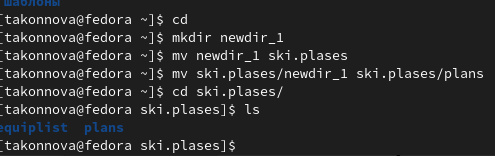 шаблоны
[takonnova@fedora ~]$ cd
[takonnova@fedora ~]$ mkdir newdir_1
[takonnova@fedora ~]$ mv newdir_1 ski.plases
[takonnova@fedora ~]$ mv ski.plases/newdir_1 ski.plases/plans
[takonnova@fedora ~]$ cd ski.plases/
[takonnova@fedora ski.plases]$ ls
equiplist  plans
[takonnova@fedora ski.plases]$